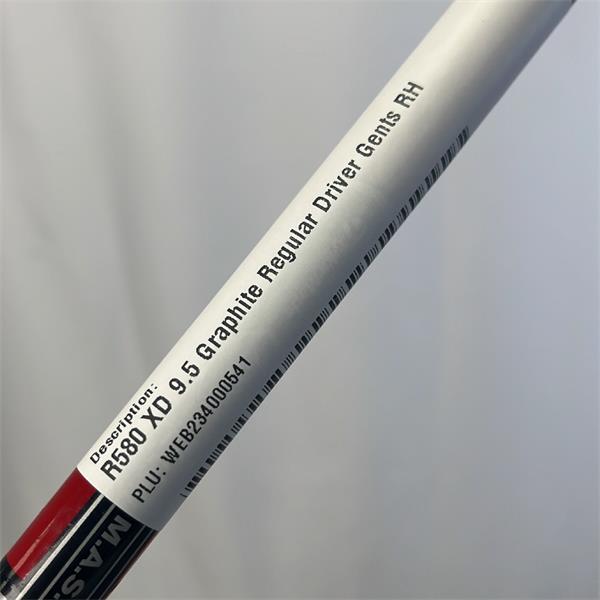 Description:
R580 XD 9.5 Graphite Regular Driver Gents RH
PLU: WEB234000541
M.A.S.